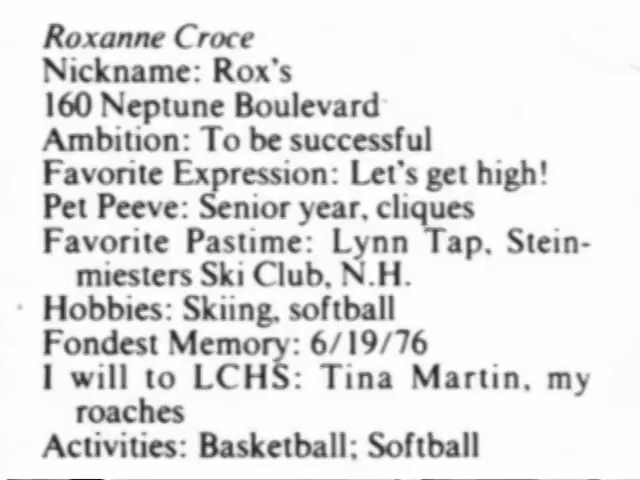 Roxanne Croce
Nickname: Rox's
160 Neptune Boulevard
Ambition: To be successful
Favorite Expression: Let's get high!
Pet Peeve: Senior year, cliques
Favorite Pastime: Lynn Tap, Stein-
miesters Ski Club, N.H.
Hobbies: Skiing, softball
Fondest Memory: 6/19/76
I will to LCHS: Tina Martin, my
roaches
Activities: Basketball; Softball